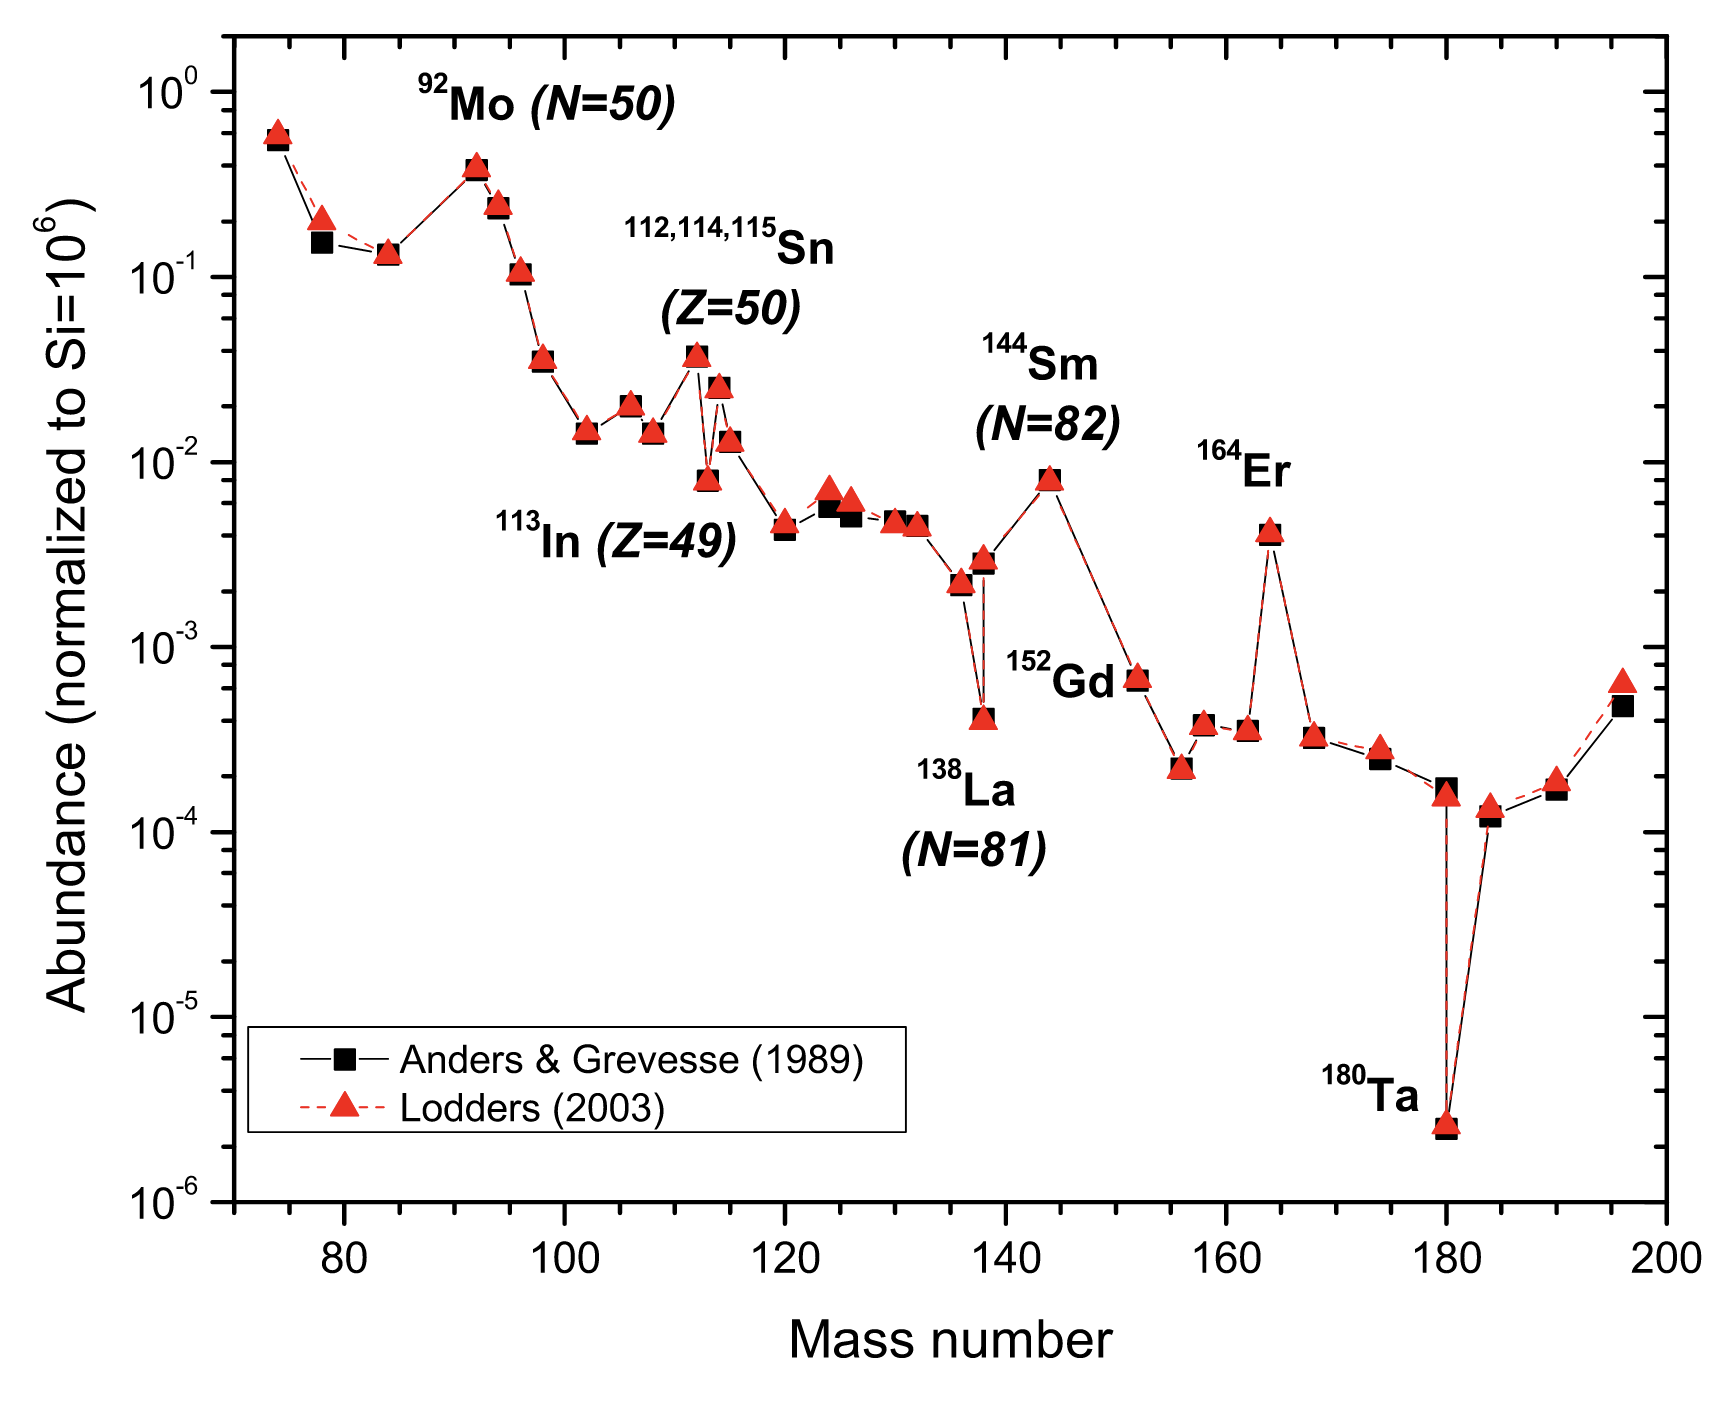 Abundance (normalized to Si=10⁶)
10⁰
10⁻¹
10⁻²
10⁻³
10⁻⁴
10⁻⁵
10⁻⁶
⁹²Mo (N=50)
¹¹²,¹¹⁴,¹¹⁵Sn
(Z=50)
¹⁴⁴Sm
(N=82)
¹⁶⁴Er
¹¹³In (Z=49)
¹⁵²Gd
¹³⁸La
(N=81)
¹⁸⁰Ta
Anders & Grevesse (1989)
Lodders (2003)
80 100 120 140 160 180 200
Mass number